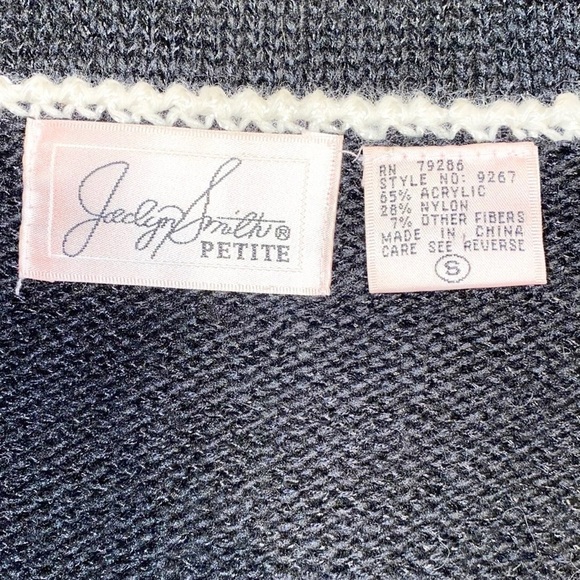 Jaclyn Smith®
PETITE
RN 79286
STYLE NO: 9267
65% ACRYLIC
28% NYLON
7% OTHER FIBERS
MADE IN CHINA
CARE SEE REVERSE
S